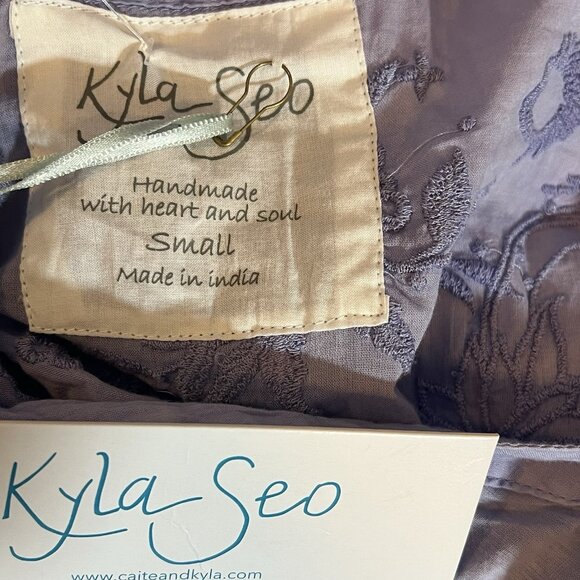 Kyla Seo
Handmade
with heart and soul
Small
Made in india
Kyla Seo
www.caiteandkyla.com